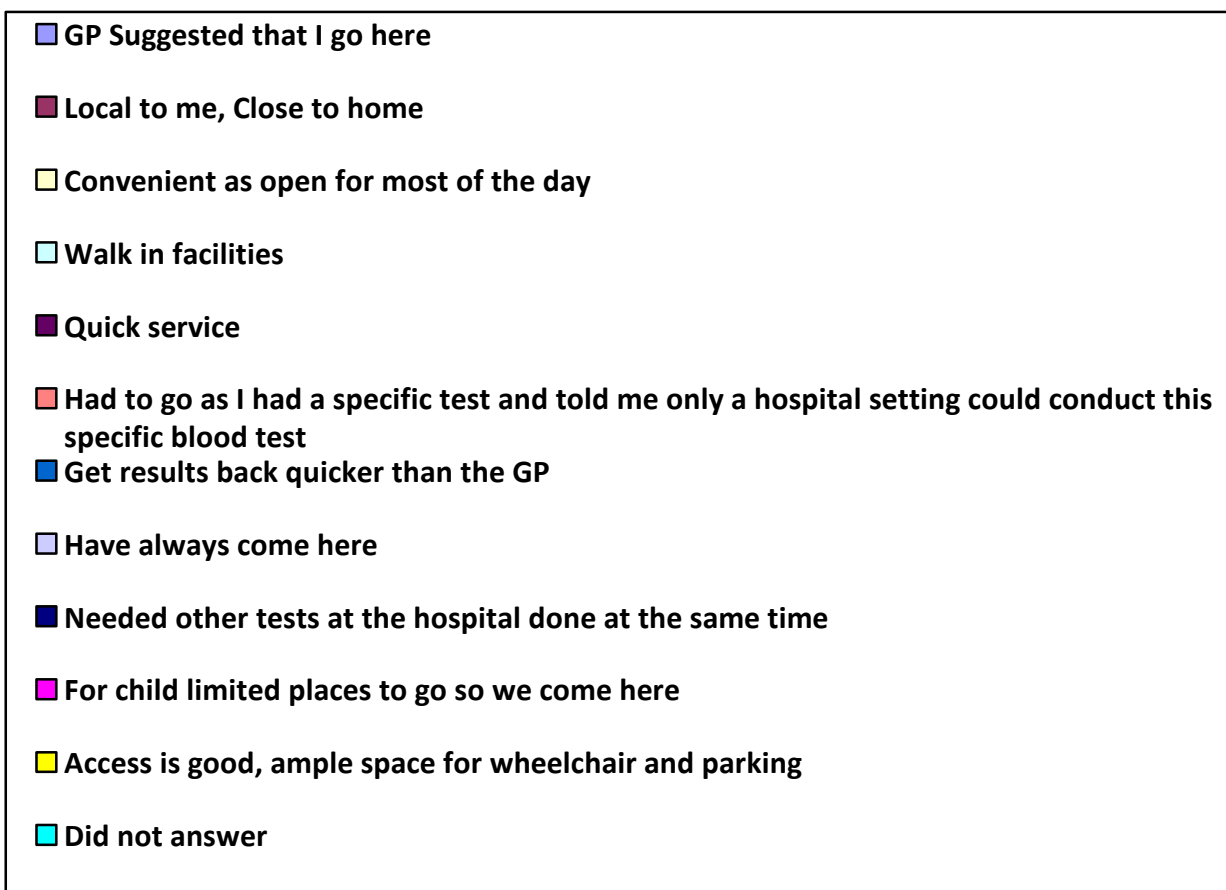 GP Suggested that I go here
Local to me, Close to home
Convenient as open for most of the day
Walk in facilities
Quick service
Had to go as I had a specific test and told me only a hospital setting could conduct this
specific blood test
Get results back quicker than the GP
Have always come here
Needed other tests at the hospital done at the same time
For child limited places to go so we come here
Access is good, ample space for wheelchair and parking
Did not answer